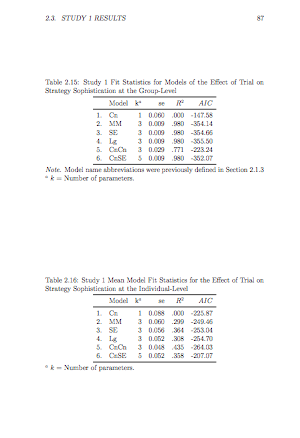 2.3. STUDY 1 RESULTS 87
Table 2.15: Study 1 Fit Statistics for Models of the Effect of Trial on
Strategy Sophistication at the Group-Level
Model kᵃ se R² AIC
1. Cn 1 0.060 .000 -147.58
2. MM 3 0.009 .980 -354.14
3. SE 3 0.009 .980 -354.66
4. Lg 3 0.009 .980 -355.50
5. CnCn 3 0.029 .771 -223.24
6. CnSE 5 0.009 .980 -352.07
Note. Model name abbreviations were previously defined in Section 2.1.3
ᵃ k = Number of parameters.
Table 2.16: Study 1 Mean Model Fit Statistics for the Effect of Trial on
Strategy Sophistication at the Individual-Level
Model kᵃ se R² AIC
1. Cn 1 0.088 .000 -225.87
2. MM 3 0.060 .299 -249.46
3. SE 3 0.056 .364 -253.04
4. Lg 3 0.052 .308 -254.70
5. CnCn 3 0.048 .435 -264.03
6. CnSE 5 0.052 .358 -207.07
ᵃ k = Number of parameters.